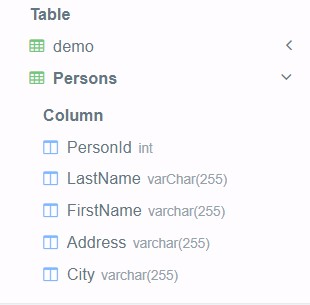 Table
demo
Persons
Column
PersonId int
LastName varChar(255)
FirstName varchar(255)
Address varchar(255)
City varchar(255)